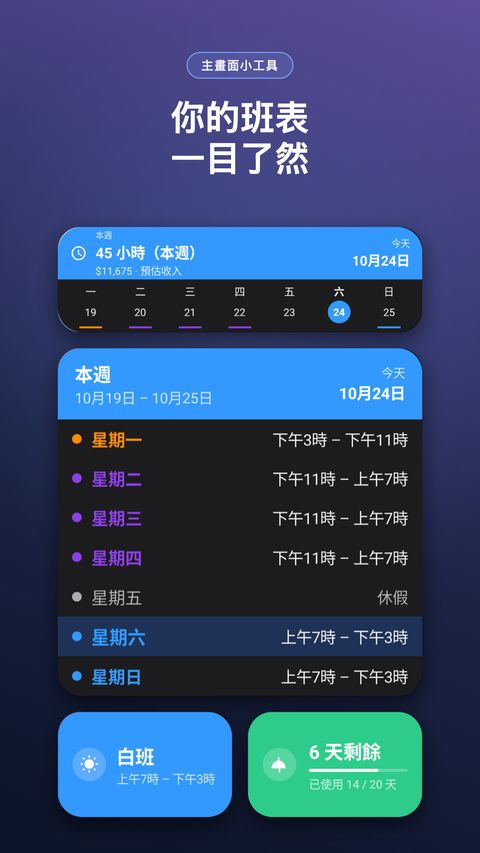 主畫面小工具
你的班表
一目了然
本週
45 小時（本週）
$11,675 · 預估收入
今天
10月24日
一 二 三 四 五 六 日
19 20 21 22 23 24 25
本週
10月19日 – 10月25日
今天
10月24日
星期一 下午3時 – 下午11時
星期二 下午11時 – 上午7時
星期三 下午11時 – 上午7時
星期四 下午11時 – 上午7時
星期五 休假
星期六 上午7時 – 下午3時
星期日 上午7時 – 下午3時
白班
上午7時 – 下午3時
6 天剩餘
已使用 14 / 20 天